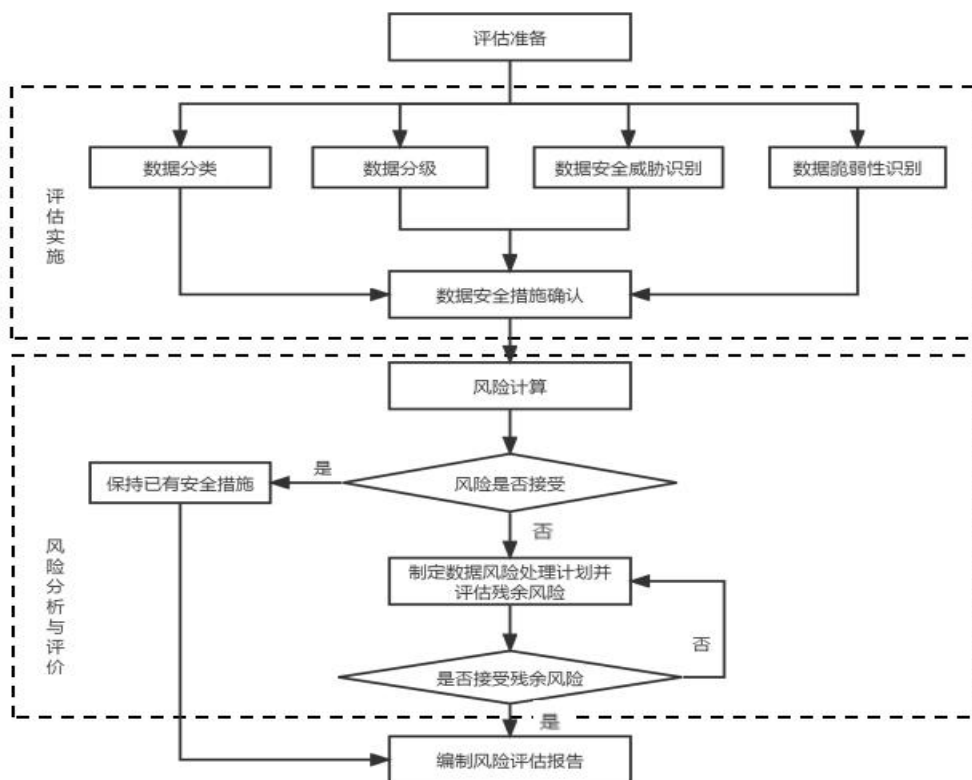 评估准备
数据分类
数据分级
数据安全威胁识别
数据脆弱性识别
评估实施
数据安全措施确认
风险计算
风险是否接受
是
保持已有安全措施
否
制定数据风险处理计划并
评估残余风险
风险分析与评价
否
是否接受残余风险
是
编制风险评估报告